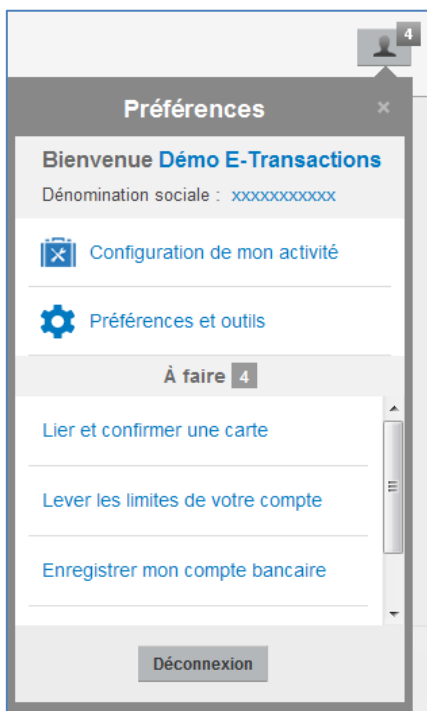 4
Préférences ×
Bienvenue Démo E-Transactions
Dénomination sociale : xxxxxxxxxxx
Configuration de mon activité
Préférences et outils
À faire 4
Lier et confirmer une carte
Lever les limites de votre compte
Enregistrer mon compte bancaire
Déconnexion